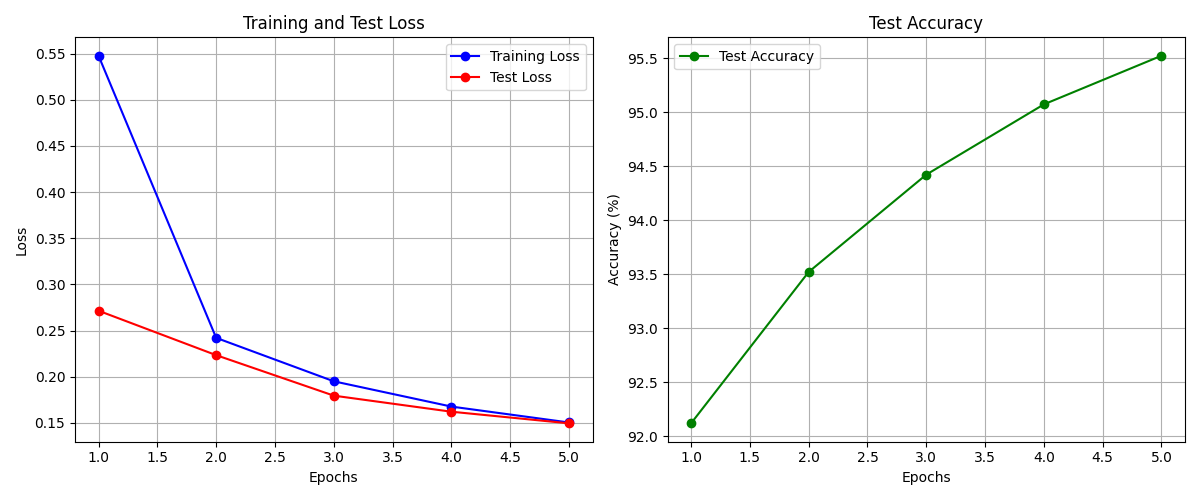 Training and Test Loss
Training Loss
Test Loss
0.55
0.50
0.45
0.40
0.35
0.30
0.25
0.20
0.15
Loss
1.0 1.5 2.0 2.5 3.0 3.5 4.0 4.5 5.0
Epochs
Test Accuracy
Test Accuracy
95.5
95.0
94.5
94.0
93.5
93.0
92.5
92.0
Accuracy (%)
1.0 1.5 2.0 2.5 3.0 3.5 4.0 4.5 5.0
Epochs